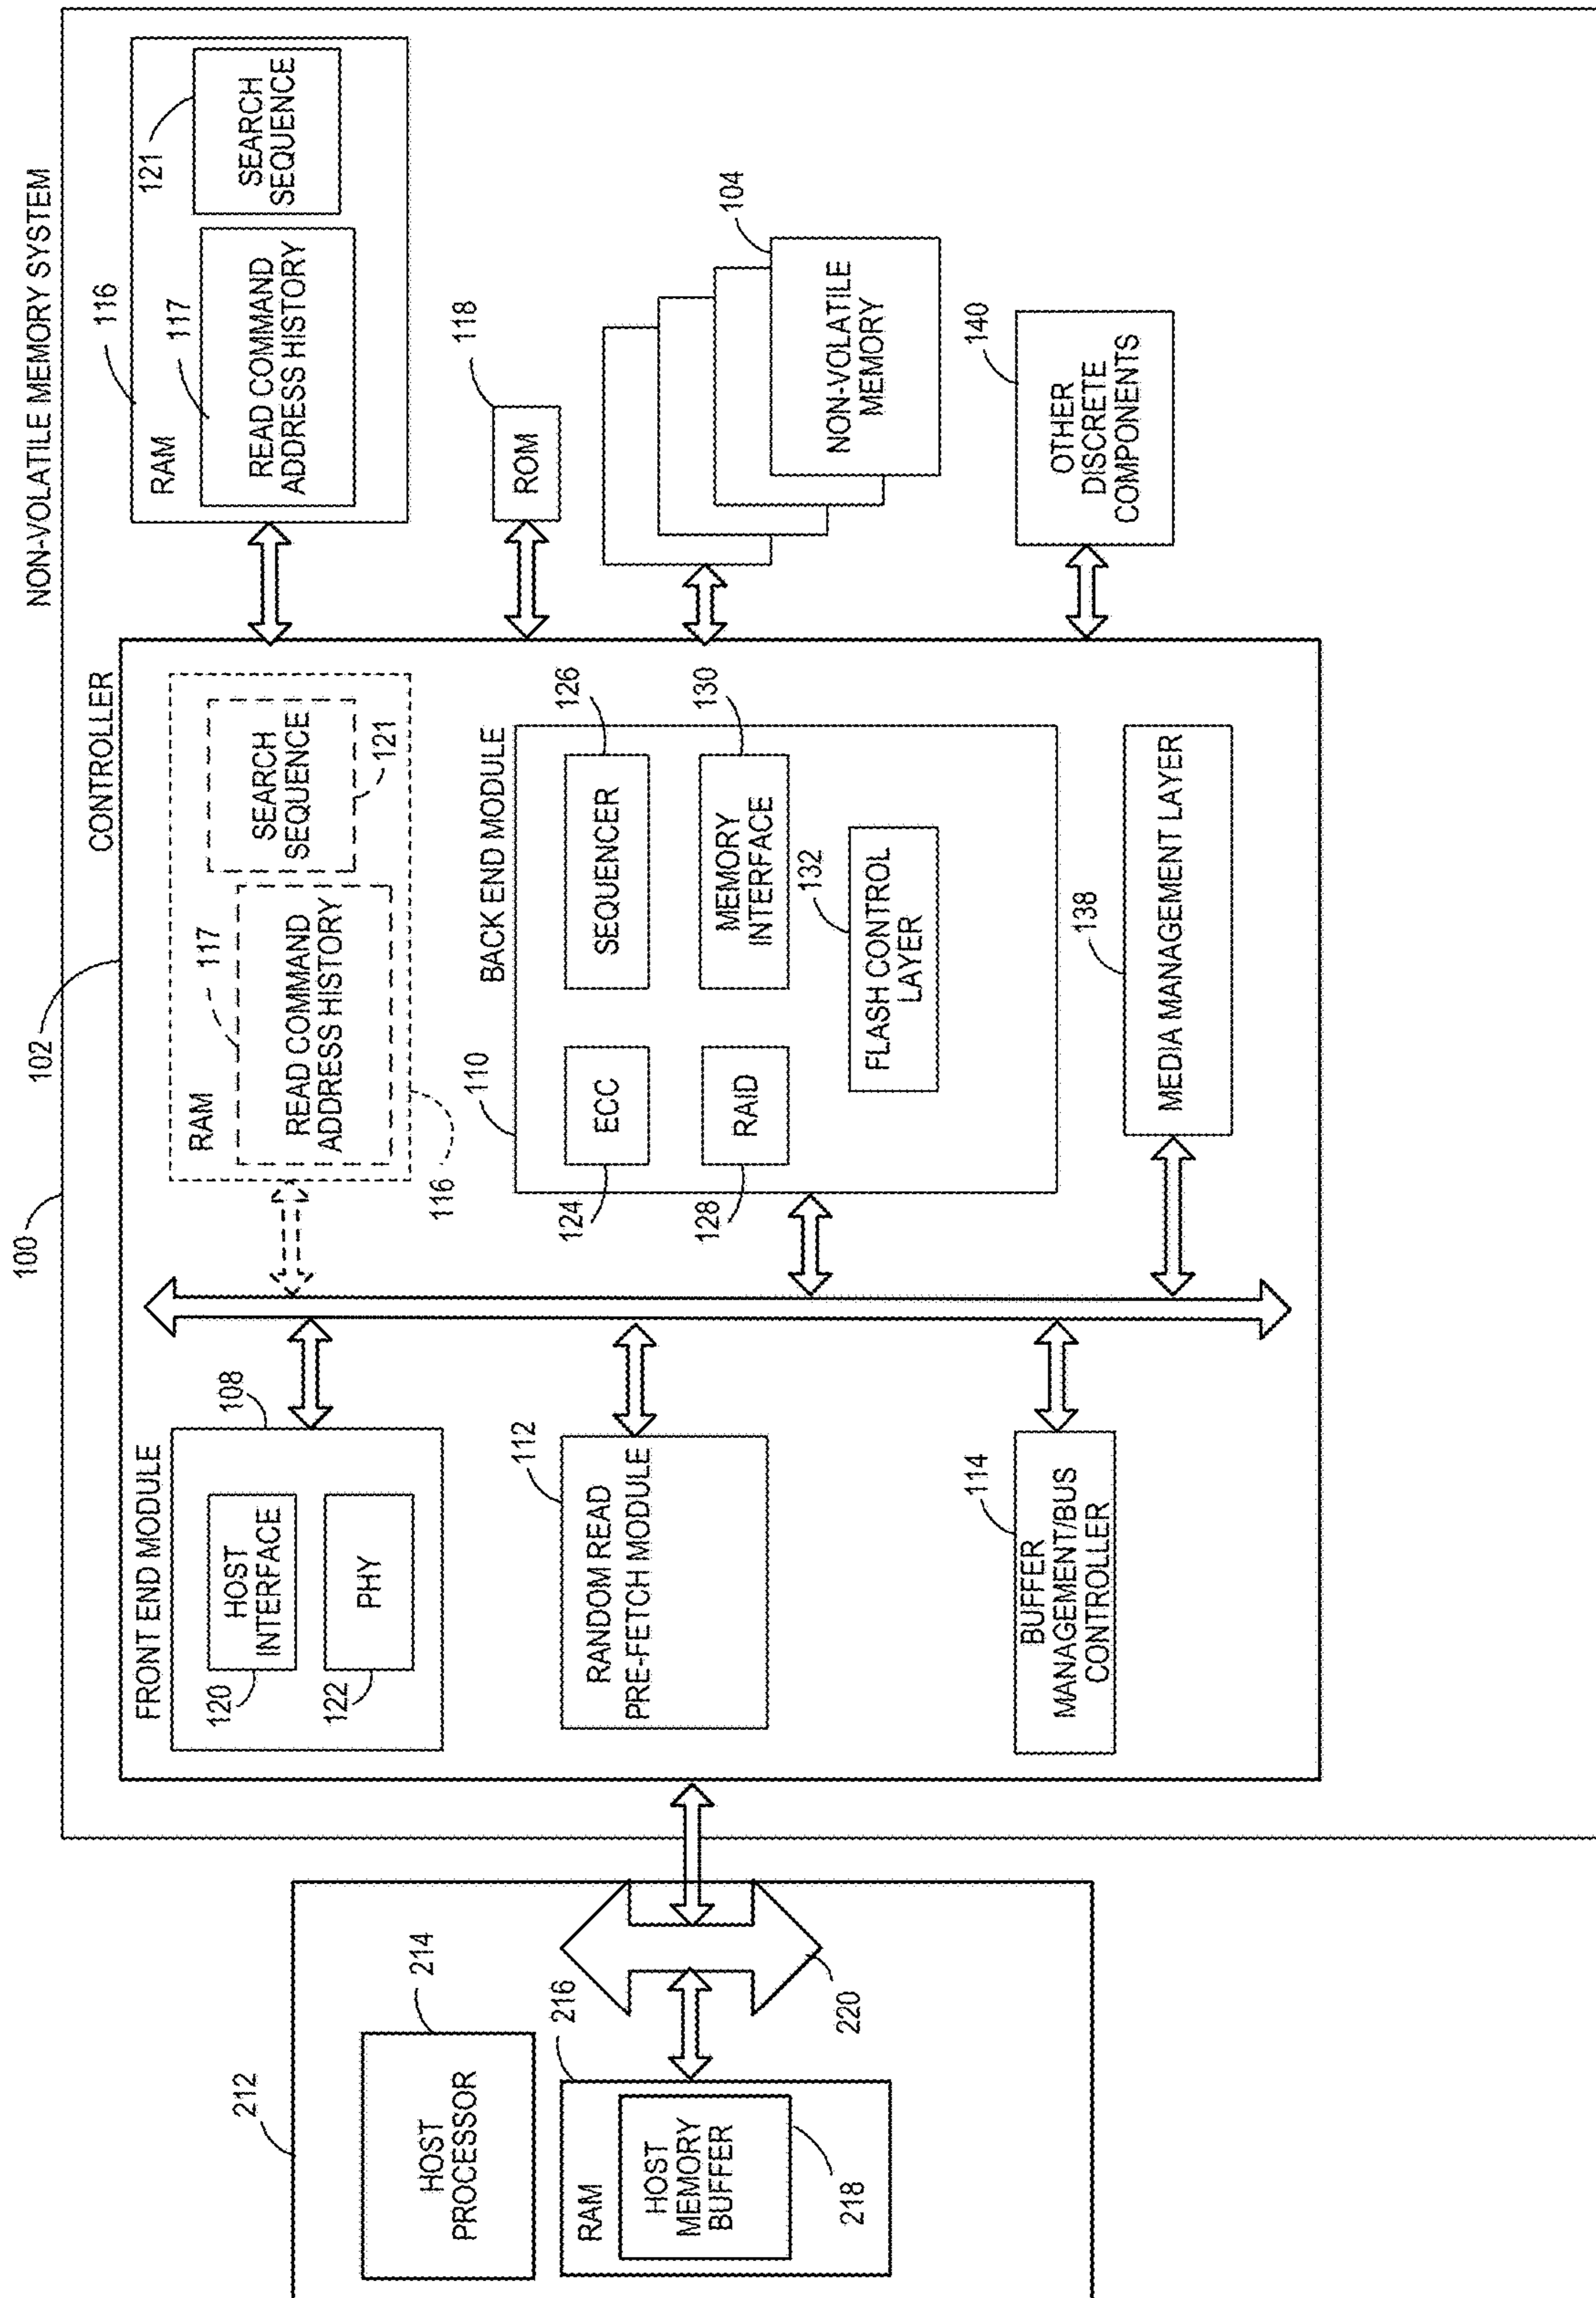 NON-VOLATILE MEMORY SYSTEM
100
102
CONTROLLER
212
HOST
PROCESSOR
214
RAM
216
HOST
MEMORY
BUFFER
218
220
FRONT END MODULE
108
HOST
INTERFACE
120
PHY
122
RANDOM READ
PRE-FETCH MODULE
112
BUFFER
MANAGEMENT/BUS
CONTROLLER
114
RAM
117
READ COMMAND
ADDRESS HISTORY
SEARCH
SEQUENCE
121
116
BACK END MODULE
110
ECC
124
SEQUENCER
126
RAID
128
MEMORY
INTERFACE
130
FLASH CONTROL
LAYER
132
MEDIA MANAGEMENT LAYER
138
RAM
116
117
READ COMMAND
ADDRESS HISTORY
121
SEARCH
SEQUENCE
ROM
118
NON-VOLATILE
MEMORY
104
OTHER
DISCRETE
COMPONENTS
140